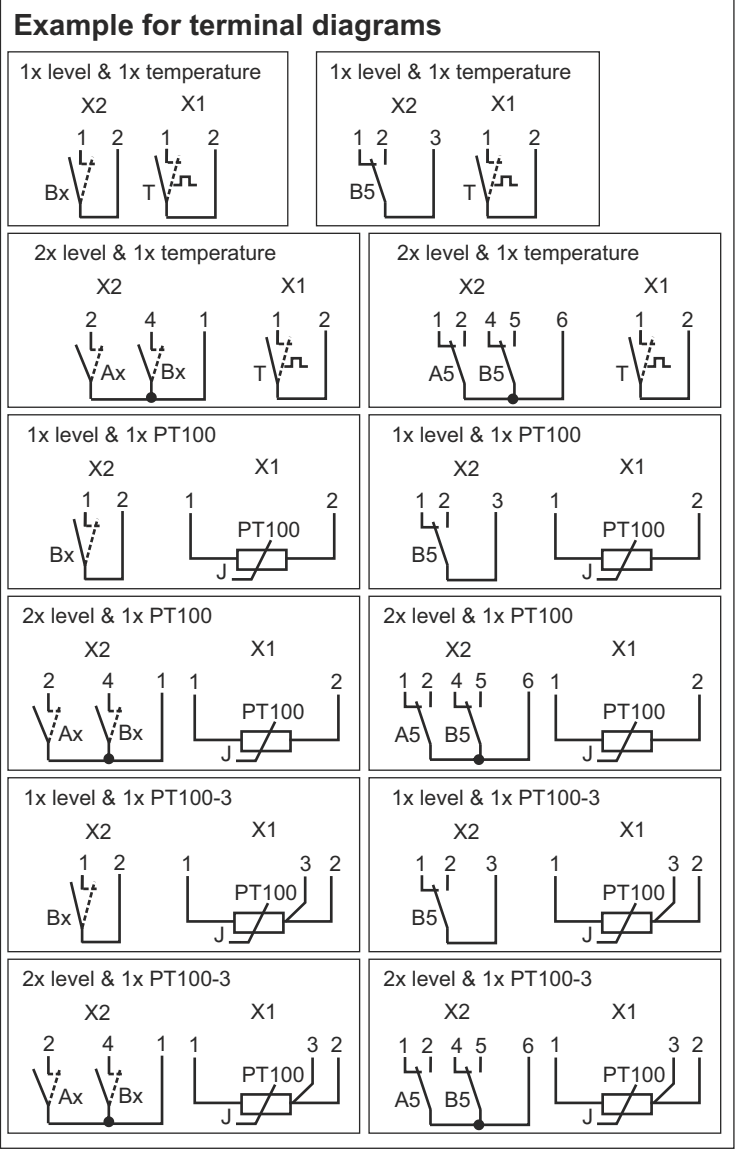 Example for terminal diagrams
1x level & 1x temperature
X2 X1
1 2 1 2
Bx T
1x level & 1x temperature
X2 X1
1 2 3 1 2
B5 T
2x level & 1x temperature
X2 X1
2 4 1 1 2
Ax Bx T
2x level & 1x temperature
X2 X1
1 2 4 5 6 1 2
A5 B5 T
1x level & 1x PT100
X2 X1
1 2 1 2
PT100
Bx
J
1x level & 1x PT100
X2 X1
1 2 3 1 2
PT100
B5
J
2x level & 1x PT100
X2 X1
2 4 1 1 2
PT100
Ax Bx
J
2x level & 1x PT100
X2 X1
1 2 4 5 6 1 2
PT100
A5 B5
J
1x level & 1x PT100-3
X2 X1
1 2 1 3 2
PT100
Bx
J
1x level & 1x PT100-3
X2 X1
1 2 3 1 3 2
PT100
B5
J
2x level & 1x PT100-3
X2 X1
2 4 1 1 3 2
PT100
Ax Bx
J
2x level & 1x PT100-3
X2 X1
1 2 4 5 6 1 3 2
PT100
A5 B5
J